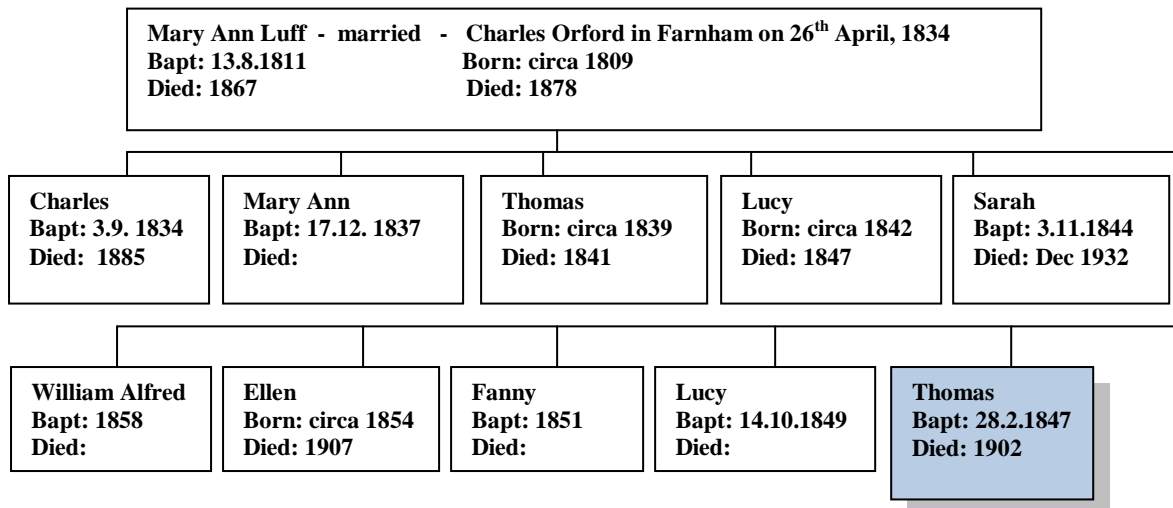 Mary Ann Luff - married - Charles Orford in Farnham on 26th April, 1834
Bapt: 13.8.1811 Born: circa 1809
Died: 1867 Died: 1878
Charles
Bapt: 3.9. 1834
Died: 1885
Mary Ann
Bapt: 17.12. 1837
Died:
Thomas
Born: circa 1839
Died: 1841
Lucy
Born: circa 1842
Died: 1847
Sarah
Bapt: 3.11.1844
Died: Dec 1932
William Alfred
Bapt: 1858
Died:
Ellen
Born: circa 1854
Died: 1907
Fanny
Bapt: 1851
Died:
Lucy
Bapt: 14.10.1849
Died:
Thomas
Bapt: 28.2.1847
Died: 1902